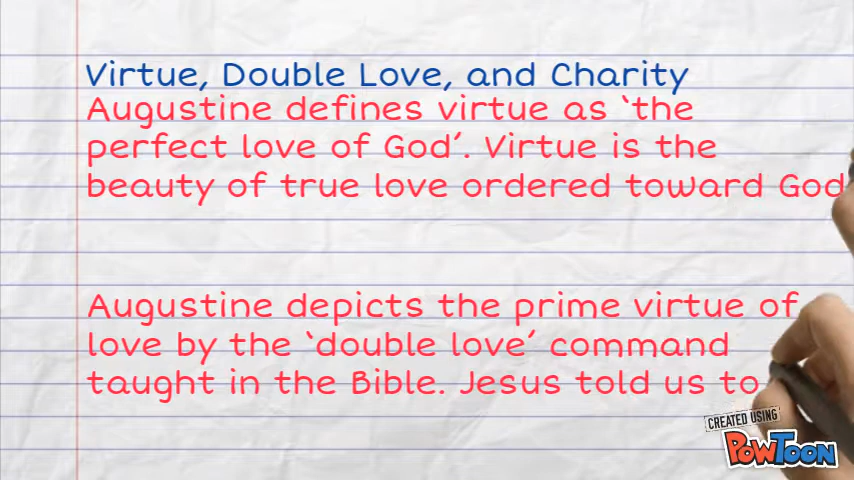 Virtue, Double Love, and Charity
Augustine defines virtue as ‘the
perfect love of God’. Virtue is the
beauty of true love ordered toward God
Augustine depicts the prime virtue of
love by the ‘double love’ command
taught in the Bible. Jesus told us to
CREATED USING
POWTOON